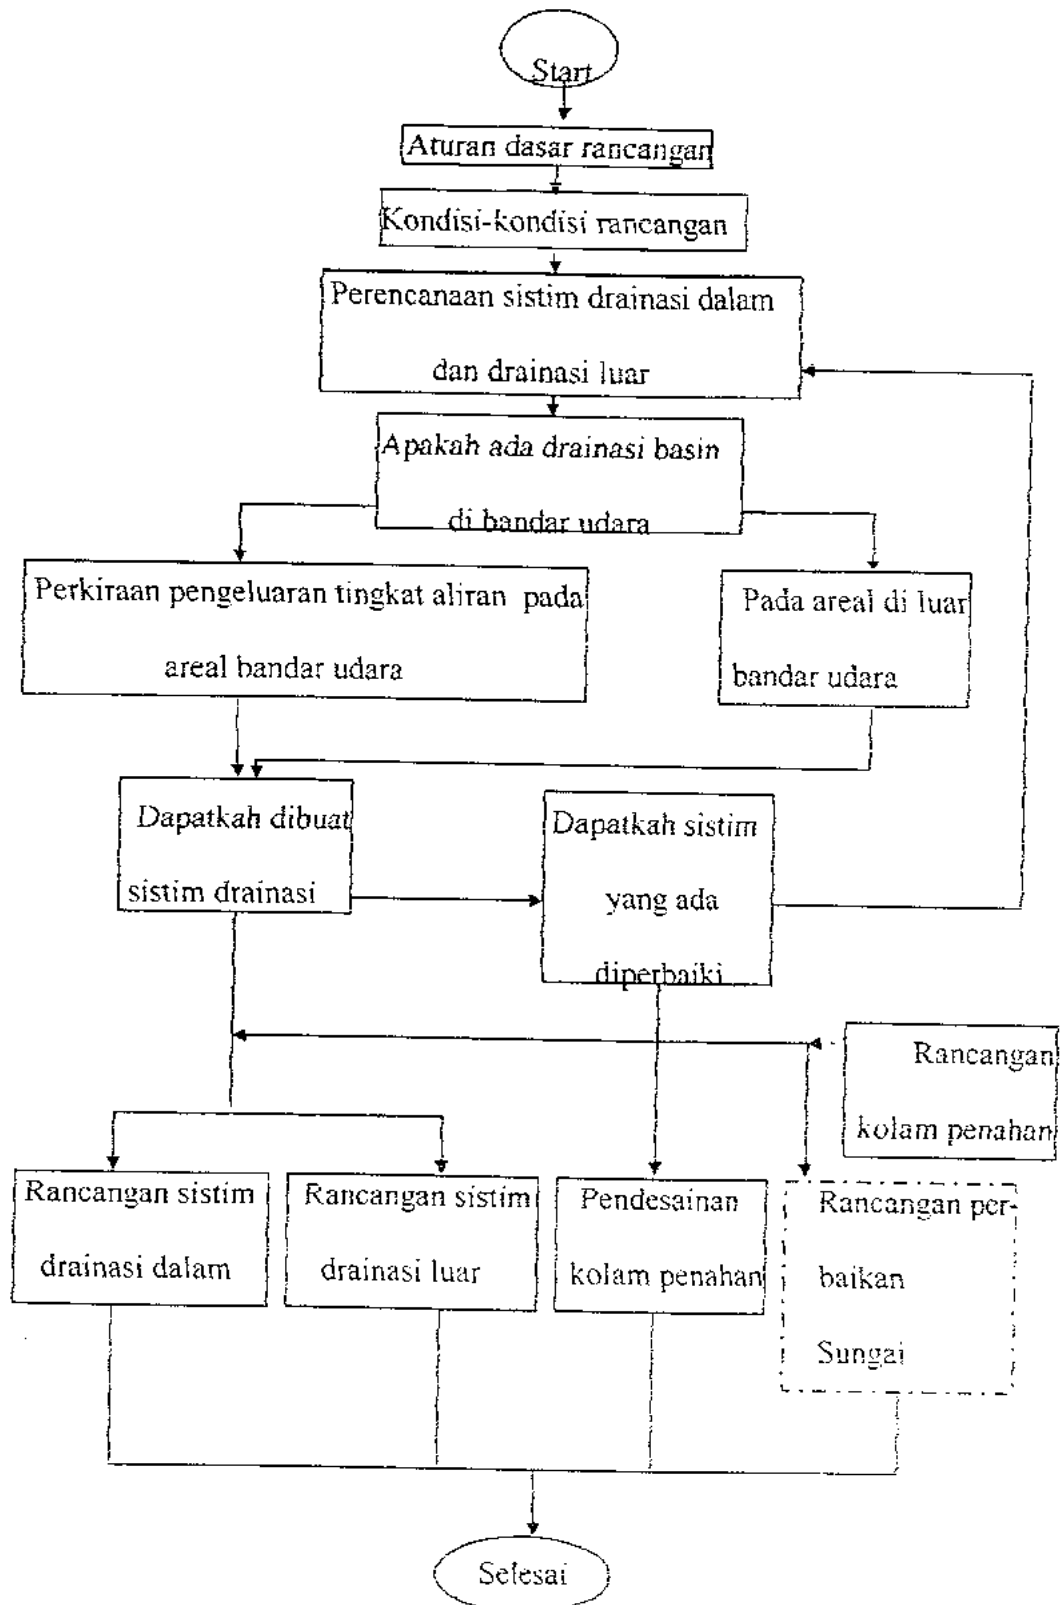 Start
Aturan dasar rancangan
Kondisi-kondisi rancangan
Perencanaan sistim drainasi dalam
dan drainasi luar
Apakah ada drainasi basin
di bandar udara
Perkiraan pengeluaran tingkat aliran pada
areal bandar udara
Pada areal di luar
bandar udara
Dapatkah dibuat
sistim drainasi
Dapatkah sistim
yang ada
diperbaiki
Rancangan
kolam penahan
Rancangan sistim
drainasi dalam
Rancangan sistim
drainasi luar
Pendesainan
kolam penahan
Rancangan per-
baikan
Sungai
Selesai